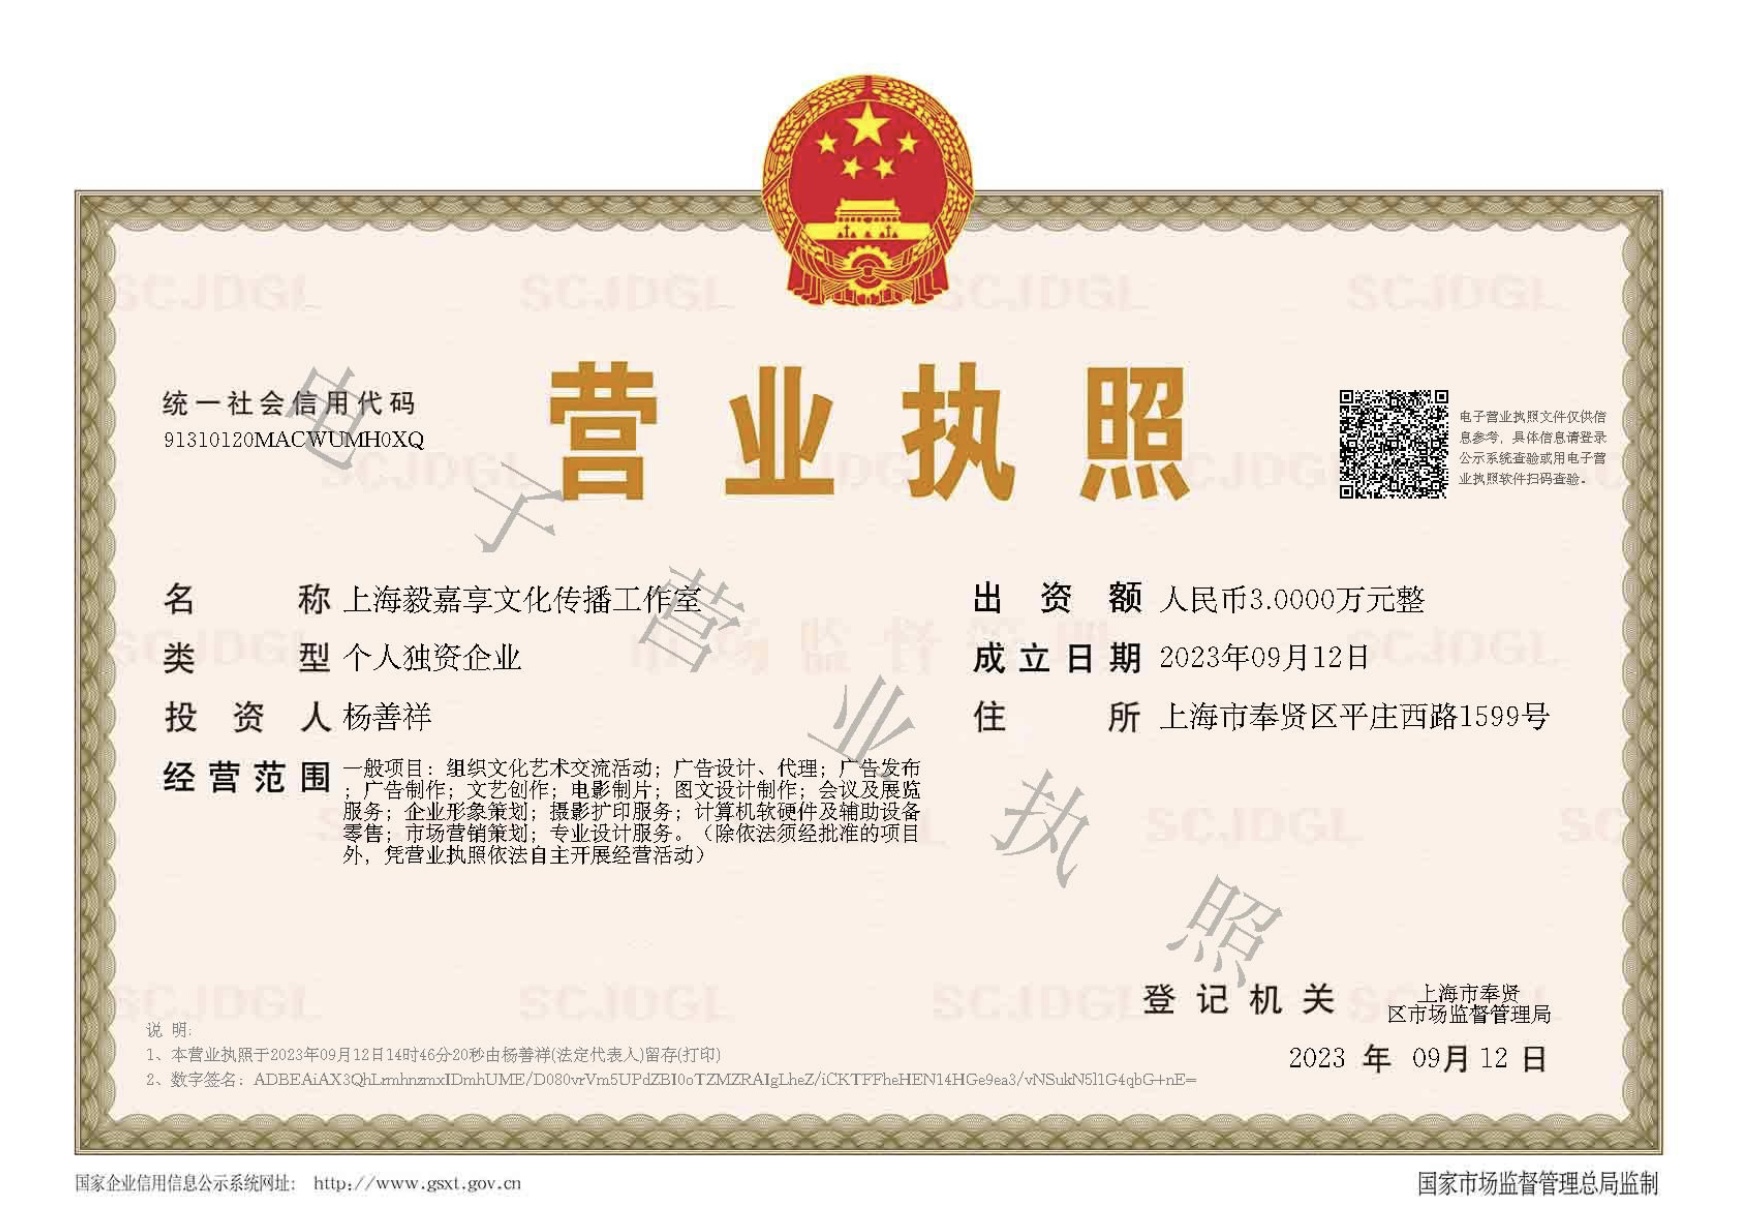 营业执照
统一社会信用代码
91310120MACWUMH0XQ
电子营业执照文件仅供信
息参考，具体信息请登录
公示系统查验或用电子营
业执照软件扫码查验。
名称 上海毅嘉享文化传播工作室
类型 个人独资企业
投资人 杨善祥
经营范围 一般项目：组织文化艺术交流活动；广告设计、代理；广告发布
；广告制作；文艺创作；电影制片；图文设计制作；会议及展览
服务；企业形象策划；摄影扩印服务；计算机软硬件及辅助设备
零售；市场营销策划；专业设计服务。（除依法须经批准的项目
外，凭营业执照依法自主开展经营活动）
出资额 人民币3.0000万元整
成立日期 2023年09月12日
住所 上海市奉贤区平庄西路1599号
电子营业执照
登记机关 上海市奉贤
区市场监督管理局
2023 年 09月 12 日
说 明:
1、本营业执照于2023年09月12日14时46分20秒由杨善祥(法定代表人)留存(打印)
2、数字签名：ADBEAiAX3QhLrmhnzmxIDmhUME/D080vrVm5UPdZBI0oTZMZRAIgLheZ/iCKTFFheHEN14HGe9ea3/vNSukN5l1G4qbG+nE=
国家企业信用信息公示系统网址： http://www.gsxt.gov.cn
国家市场监督管理总局监制
SCJDGL
市场监督管理